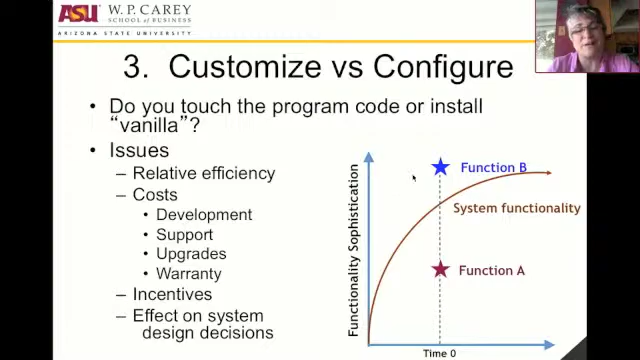 ASU
W. P. CAREY
SCHOOL of BUSINESS
ARIZONA STATE UNIVERSITY
3. Customize vs Configure
• Do you touch the program code or install
“vanilla”?
• Issues
– Relative efficiency
– Costs
• Development
• Support
• Upgrades
• Warranty
– Incentives
– Effect on system
design decisions
Functionality Sophistication
Function B
System functionality
Function A
Time 0